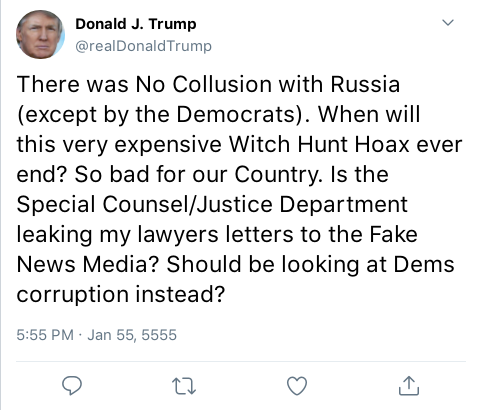 Donald J. Trump
@realDonaldTrump
There was No Collusion with Russia
(except by the Democrats). When will
this very expensive Witch Hunt Hoax ever
end? So bad for our Country. Is the
Special Counsel/Justice Department
leaking my lawyers letters to the Fake
News Media? Should be looking at Dems
corruption instead?
5:55 PM · Jan 55, 5555